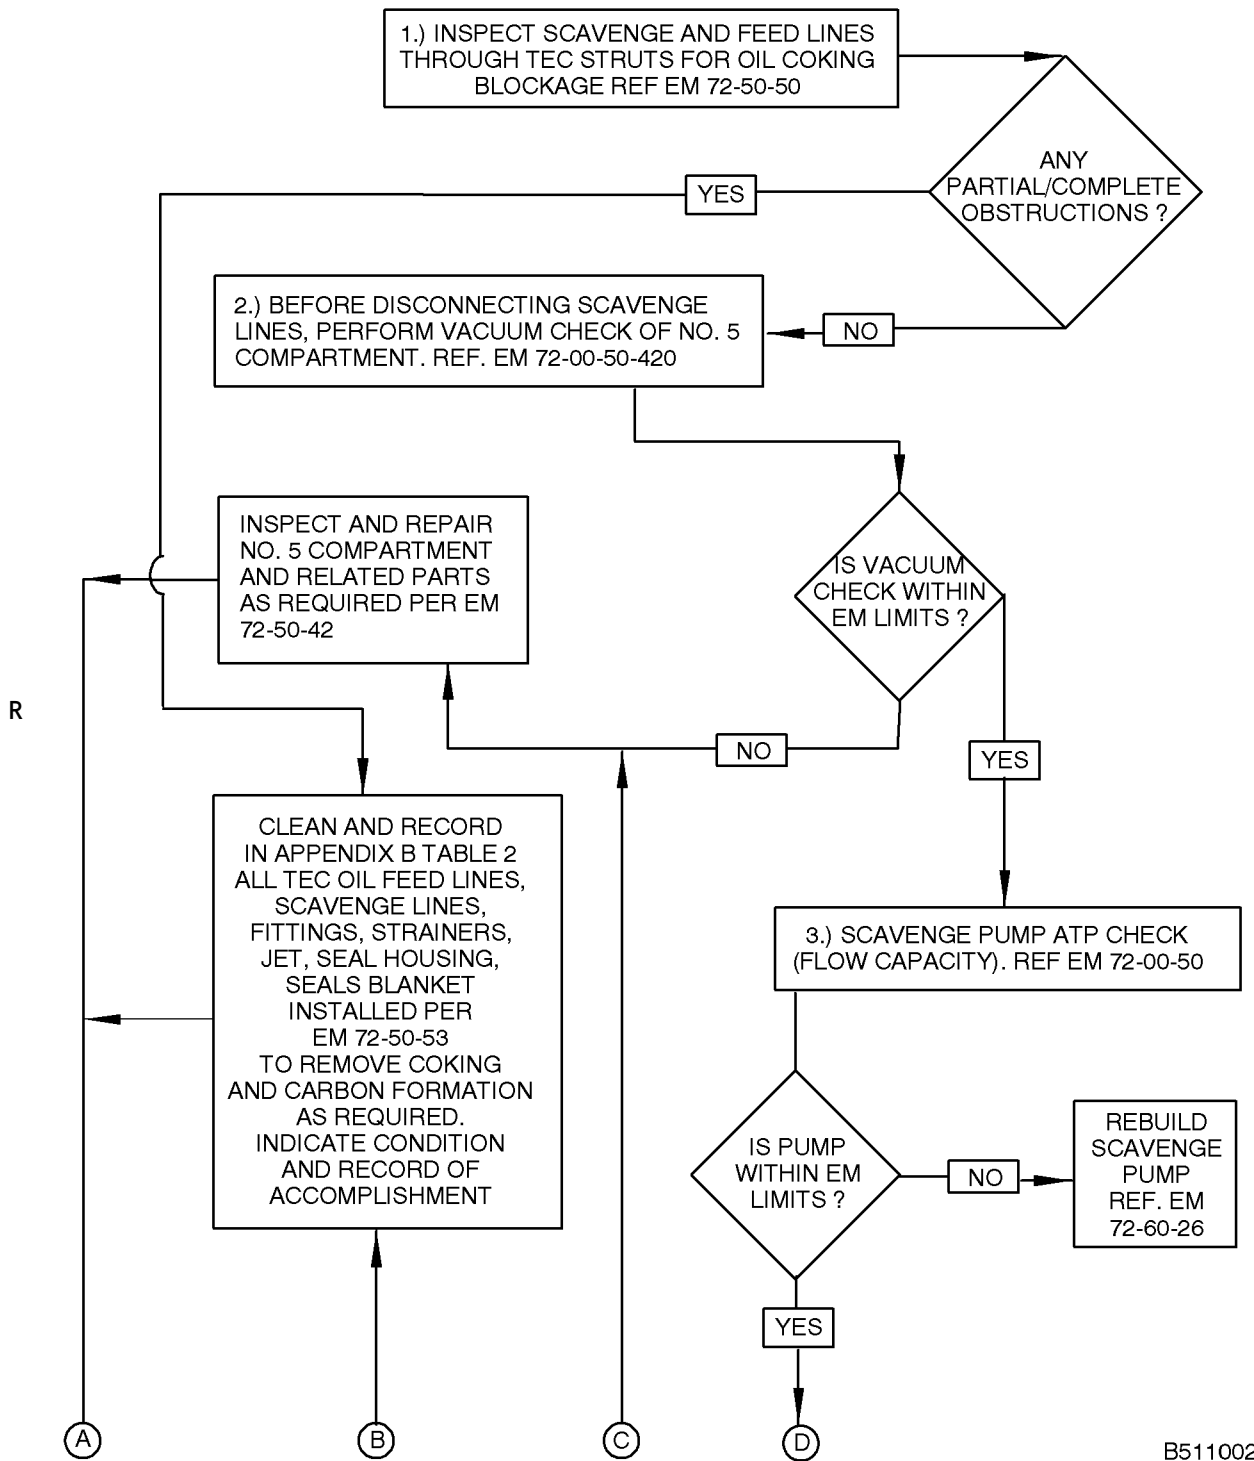 1.) INSPECT SCAVENGE AND FEED LINES
THROUGH TEC STRUTS FOR OIL COKING
BLOCKAGE REF EM 72-50-50
ANY
PARTIAL/COMPLETE
OBSTRUCTIONS ?
YES
2.) BEFORE DISCONNECTING SCAVENGE
LINES, PERFORM VACUUM CHECK OF NO. 5
COMPARTMENT. REF. EM 72-00-50-420
NO
INSPECT AND REPAIR
NO. 5 COMPARTMENT
AND RELATED PARTS
AS REQUIRED PER EM
72-50-42
IS VACUUM
CHECK WITHIN
EM LIMITS ?
R
NO
YES
CLEAN AND RECORD
IN APPENDIX B TABLE 2
ALL TEC OIL FEED LINES,
SCAVENGE LINES,
FITTINGS, STRAINERS,
JET, SEAL HOUSING,
SEALS BLANKET
INSTALLED PER
EM 72-50-53
TO REMOVE COKING
AND CARBON FORMATION
AS REQUIRED.
INDICATE CONDITION
AND RECORD OF
ACCOMPLISHMENT
3.) SCAVENGE PUMP ATP CHECK
(FLOW CAPACITY). REF EM 72-00-50
IS PUMP
WITHIN EM
LIMITS ?
NO
REBUILD
SCAVENGE
PUMP
REF. EM
72-60-26
YES
A
B
C
D
B511002